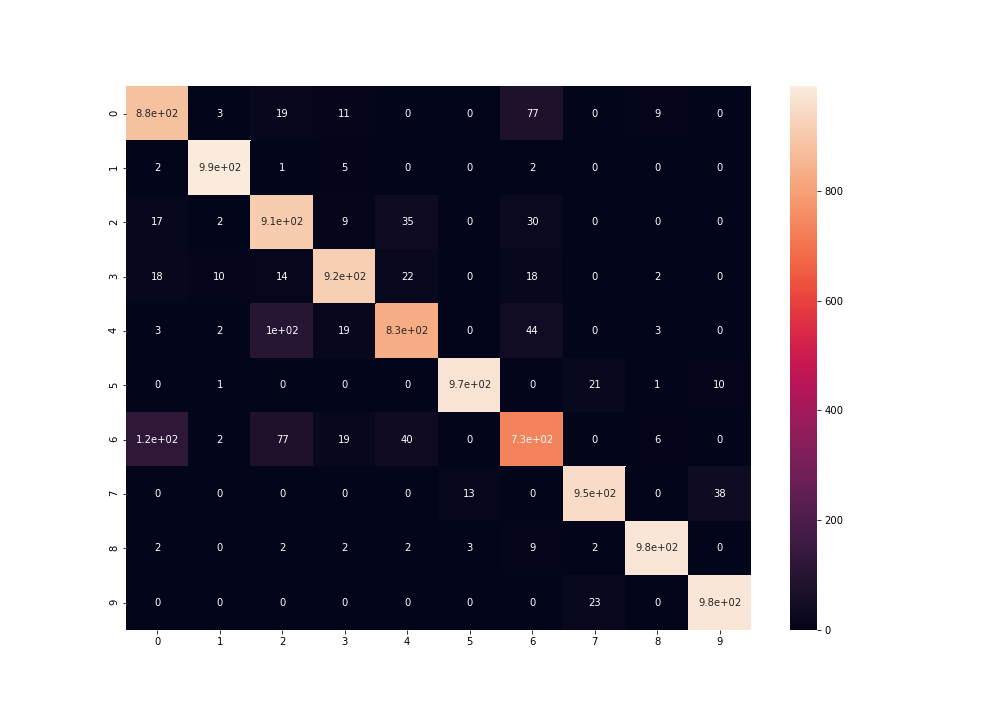 0 8.8e+02 3 19 11 0 0 77 0 9 0
1 2 9.9e+02 1 5 0 0 2 0 0 0
800
2 17 2 9.1e+02 9 35 0 30 0 0 0
3 18 10 14 9.2e+02 22 0 18 0 2 0
600
4 3 2 1e+02 19 8.3e+02 0 44 0 3 0
5 0 1 0 0 0 9.7e+02 0 21 1 10
400
6 1.2e+02 2 77 19 40 0 7.3e+02 0 6 0
7 0 0 0 0 0 13 0 9.5e+02 0 38
200
8 2 0 2 2 2 3 9 2 9.8e+02 0
9 0 0 0 0 0 0 0 23 0 9.8e+02
0
0 1 2 3 4 5 6 7 8 9